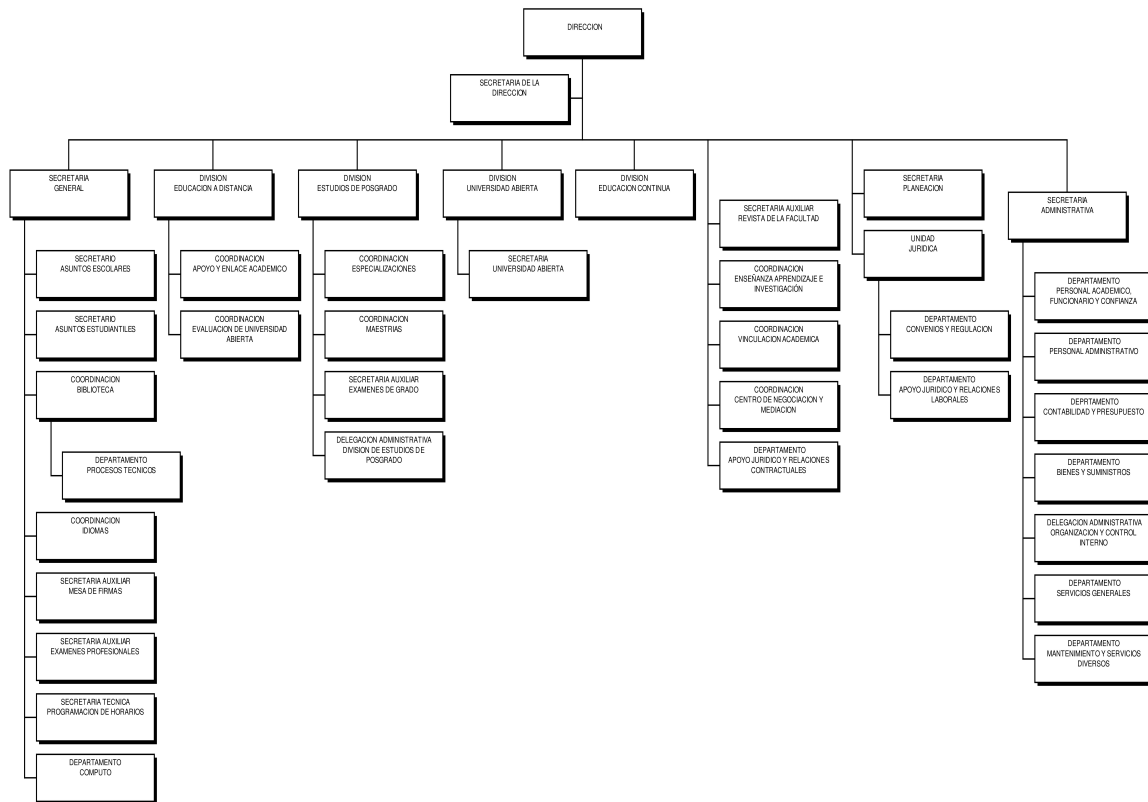 DIRECCION
SECRETARIA DE LA
DIRECCION
SECRETARIA
GENERAL
SECRETARIO
ASUNTOS ESCOLARES
SECRETARIO
ASUNTOS ESTUDIANTILES
COORDINACION
BIBLIOTECA
DEPARTAMENTO
PROCESOS TECNICOS
COORDINACION
IDIOMAS
SECRETARIA AUXILIAR
MESA DE FIRMAS
SECRETARIA AUXILIAR
EXAMENES PROFESIONALES
SECRETARIA TECNICA
PROGRAMACION DE HORARIOS
DEPARTAMENTO
COMPUTO
DIVISION
EDUCACION A DISTANCIA
COORDINACION
APOYO Y ENLACE ACADEMICO
COORDINACION
EVALUACION DE UNIVERSIDAD
ABIERTA
DIVISION
ESTUDIOS DE POSGRADO
COORDINACION
ESPECIALIZACIONES
COORDINACION
MAESTRIAS
SECRETARIA AUXILIAR
EXAMENES DE GRADO
DELEGACION ADMINISTRATIVA
DIVISION DE ESTUDIOS DE
POSGRADO
DIVISION
UNIVERSIDAD ABIERTA
SECRETARIA
UNIVERSIDAD ABIERTA
DIVISION
EDUCACION CONTINUA
SECRETARIA AUXILIAR
REVISTA DE LA FACULTAD
COORDINACION
ENSEÑANZA APRENDIZAJE E
INVESTIGACIÓN
COORDINACION
VINCULACION ACADEMICA
COORDINACION
CENTRO DE NEGOCIACION Y
MEDIACION
DEPARTAMENTO
APOYO JURIDICO Y RELACIONES
CONTRACTUALES
SECRETARIA
PLANEACION
UNIDAD
JURIDICA
DEPARTAMENTO
CONVENIOS Y REGULACION
DEPARTAMENTO
APOYO JURIDICO Y RELACIONES
LABORALES
SECRETARIA
ADMINISTRATIVA
DEPARTAMENTO
PERSONAL ACADEMICO,
FUNCIONARIO Y CONFIANZA
DEPARTAMENTO
PERSONAL ADMINISTRATIVO
DEPRTAMENTO
CONTABILIDAD Y PRESUPUESTO
DEPARTAMENTO
BIENES Y SUMINISTROS
DELEGACION ADMINISTRATIVA
ORGANIZACION Y CONTROL
INTERNO
DEPARTAMENTO
SERVICIOS GENERALES
DEPARTAMENTO
MANTENIMIENTO Y SERVICIOS
DIVERSOS